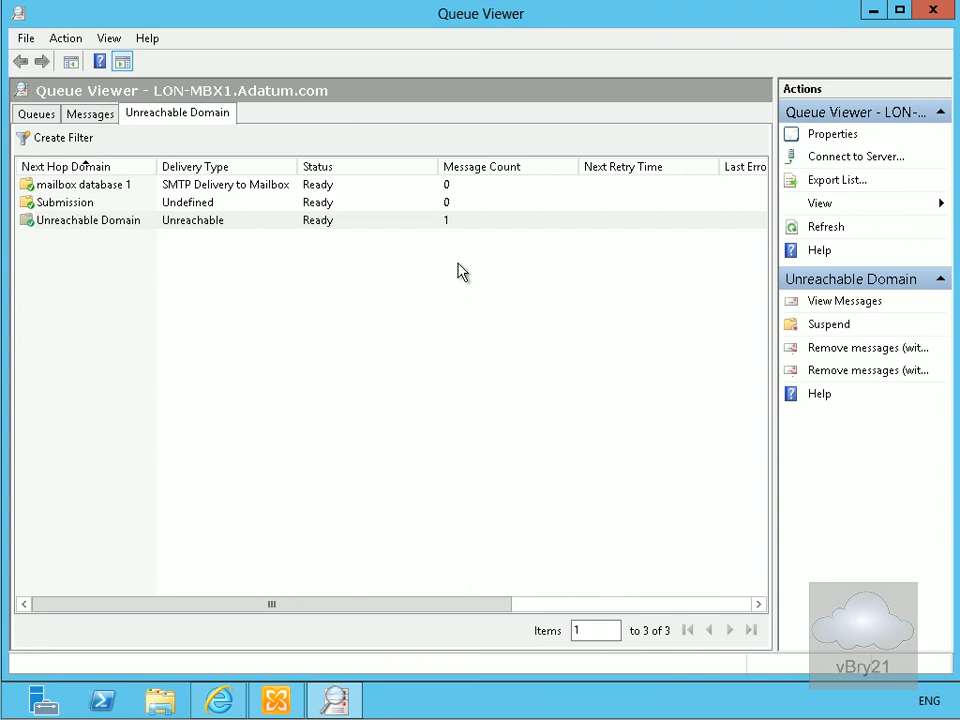 Queue Viewer
File Action View Help
Queue Viewer - LON-MBX1.Adatum.com
Queues Messages Unreachable Domain
Create Filter
Next Hop Domain Delivery Type Status Message Count Next Retry Time Last Erro
mailbox database 1 SMTP Delivery to Mailbox Ready 0
Submission Undefined Ready 0
Unreachable Domain Unreachable Ready 1
Items 1 to 3 of 3
Actions
Queue Viewer - LON-...
Properties
Connect to Server...
Export List...
View
Refresh
Help
Unreachable Domain
View Messages
Suspend
Remove messages (wit...
Remove messages (wit...
Help
vBry21
ENG